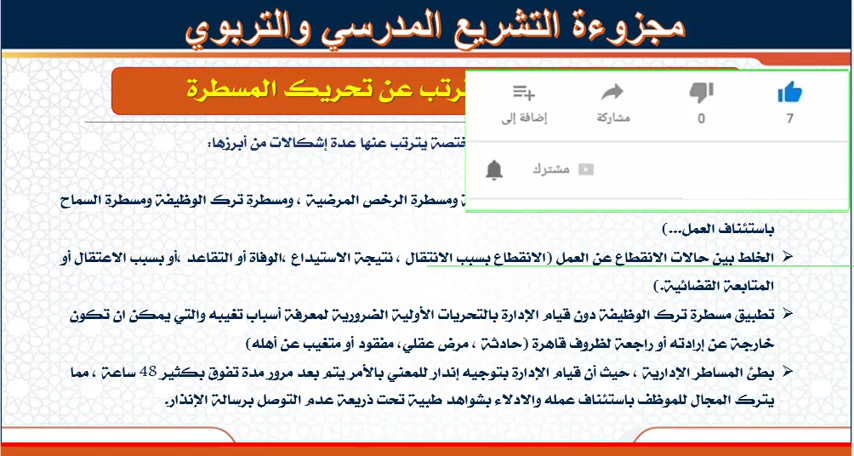 مجزوءة التشريع المدرسي والتربوي
عن تحريك المسطرة
إضافة إلى
مشاركة
0
7
مشترك
يترتب عنها عدة إشكالات من أبرزها:
ومسطرة الرخص المرضية ، ومسطرة ترك الوظيفة ومسطرة السماح
باستئناف العمل...)
الخلط بين حالات الانقطاع عن العمل (الانقطاع بسبب الانتقال ، نتيجة الاستيداع ،الوفاة أو التقاعد ،أو بسبب الاعتقال أو
المتابعة القضائية.)
تطبيق مسطرة ترك الوظيفة دون قيام الإدارة بالتحريات الأولية الضرورية لمعرفة أسباب تغيبه والتي يمكن ان تكون
خارجة عن إرادته أو راجعة لظروف قاهرة (حادثة ، مرض عقلي، مفقود أو متغيب عن أهله)
بطئ المساطر الإدارية ، حيث أن قيام الإدارة بتوجيه إنذار للمعني بالأمر يتم بعد مرور مدة تفوق بكثير 48 ساعة ، مما
يترك المجال للموظف باستئناف عمله والادلاء بشواهد طبية تحت ذريعة عدم التوصل برسالة الإنذار.